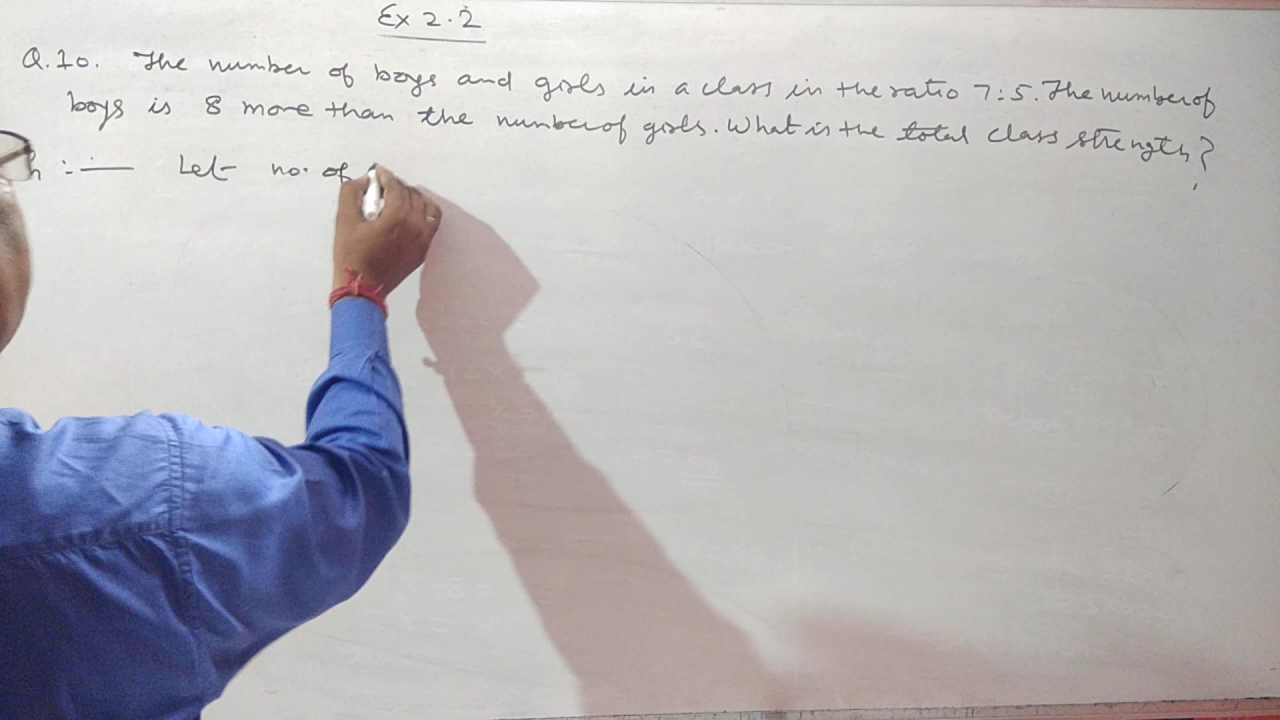 Ex 2.2
Q.10. The number of boys and girls in a class in the ratio 7:5. The number of
boys is 8 more than the number of girls. What is the total class strength?
:— Let no. of